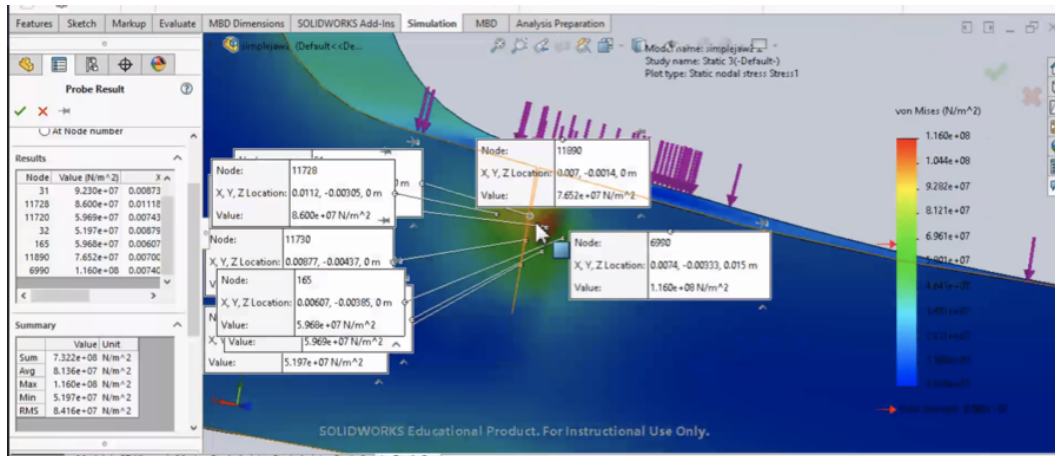 Features Sketch Markup Evaluate MBD Dimensions SOLIDWORKS Add-Ins Simulation MBD Analysis Preparation
simplejaw2 (Default<<De...
Model name: simplejaw2
Study name: Static 3(-Default-)
Plot type: Static nodal stress Stress1
Probe Result
At Node number
Results
Node Value (N/m^2) X
31 9.230e+07 0.00873
11728 8.600e+07 0.01118
11720 5.969e+07 0.00743
32 5.197e+07 0.00879
165 5.968e+07 0.00607
11890 7.652e+07 0.00700
6990 1.160e+08 0.00740
Summary
Value Unit
Sum 7.322e+08 N/m^2
Avg 8.136e+07 N/m^2
Max 1.160e+08 N/m^2
Min 5.197e+07 N/m^2
RMS 8.416e+07 N/m^2
Node: 11728
X, Y, Z Location: 0.0112, -0.00305, 0 m
Value: 8.600e+07 N/m^2
Node: 11730
X, Y, Z Location: 0.00877, -0.00437, 0 m
Node: 165
X, Y, Z Location: 0.00607, -0.00385, 0 m
Value: 5.968e+07 N/m^2
Value: 5.969e+07 N/m^2
Value: 5.197e+07 N/m^2
Node: 11890
X, Y, Z Location: 0.007, -0.0014, 0 m
Value: 7.652e+07 N/m^2
Node: 6990
X, Y, Z Location: 0.0074, -0.00333, 0.015 m
Value: 1.160e+08 N/m^2
von Mises (N/m^2)
1.160e+08
1.044e+08
9.282e+07
8.121e+07
6.961e+07
5.801e+07
4.641e+07
SOLIDWORKS Educational Product. For Instructional Use Only.